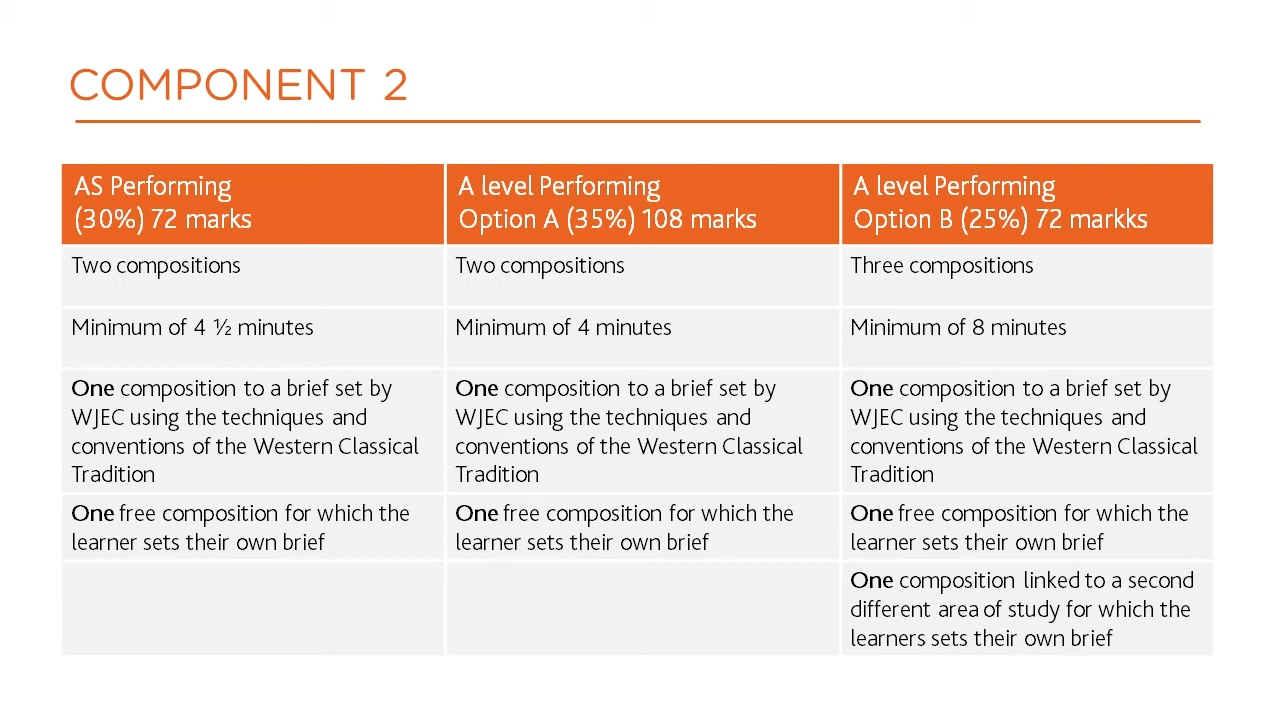 COMPONENT 2
AS Performing
(30%) 72 marks
A level Performing
Option A (35%) 108 marks
A level Performing
Option B (25%) 72 markks
Two compositions
Two compositions
Three compositions
Minimum of 4 ½ minutes
Minimum of 4 minutes
Minimum of 8 minutes
One composition to a brief set by
WJEC using the techniques and
conventions of the Western Classical
Tradition
One composition to a brief set by
WJEC using the techniques and
conventions of the Western Classical
Tradition
One composition to a brief set by
WJEC using the techniques and
conventions of the Western Classical
Tradition
One free composition for which the
learner sets their own brief
One free composition for which the
learner sets their own brief
One free composition for which the
learner sets their own brief
One composition linked to a second
different area of study for which the
learners sets their own brief